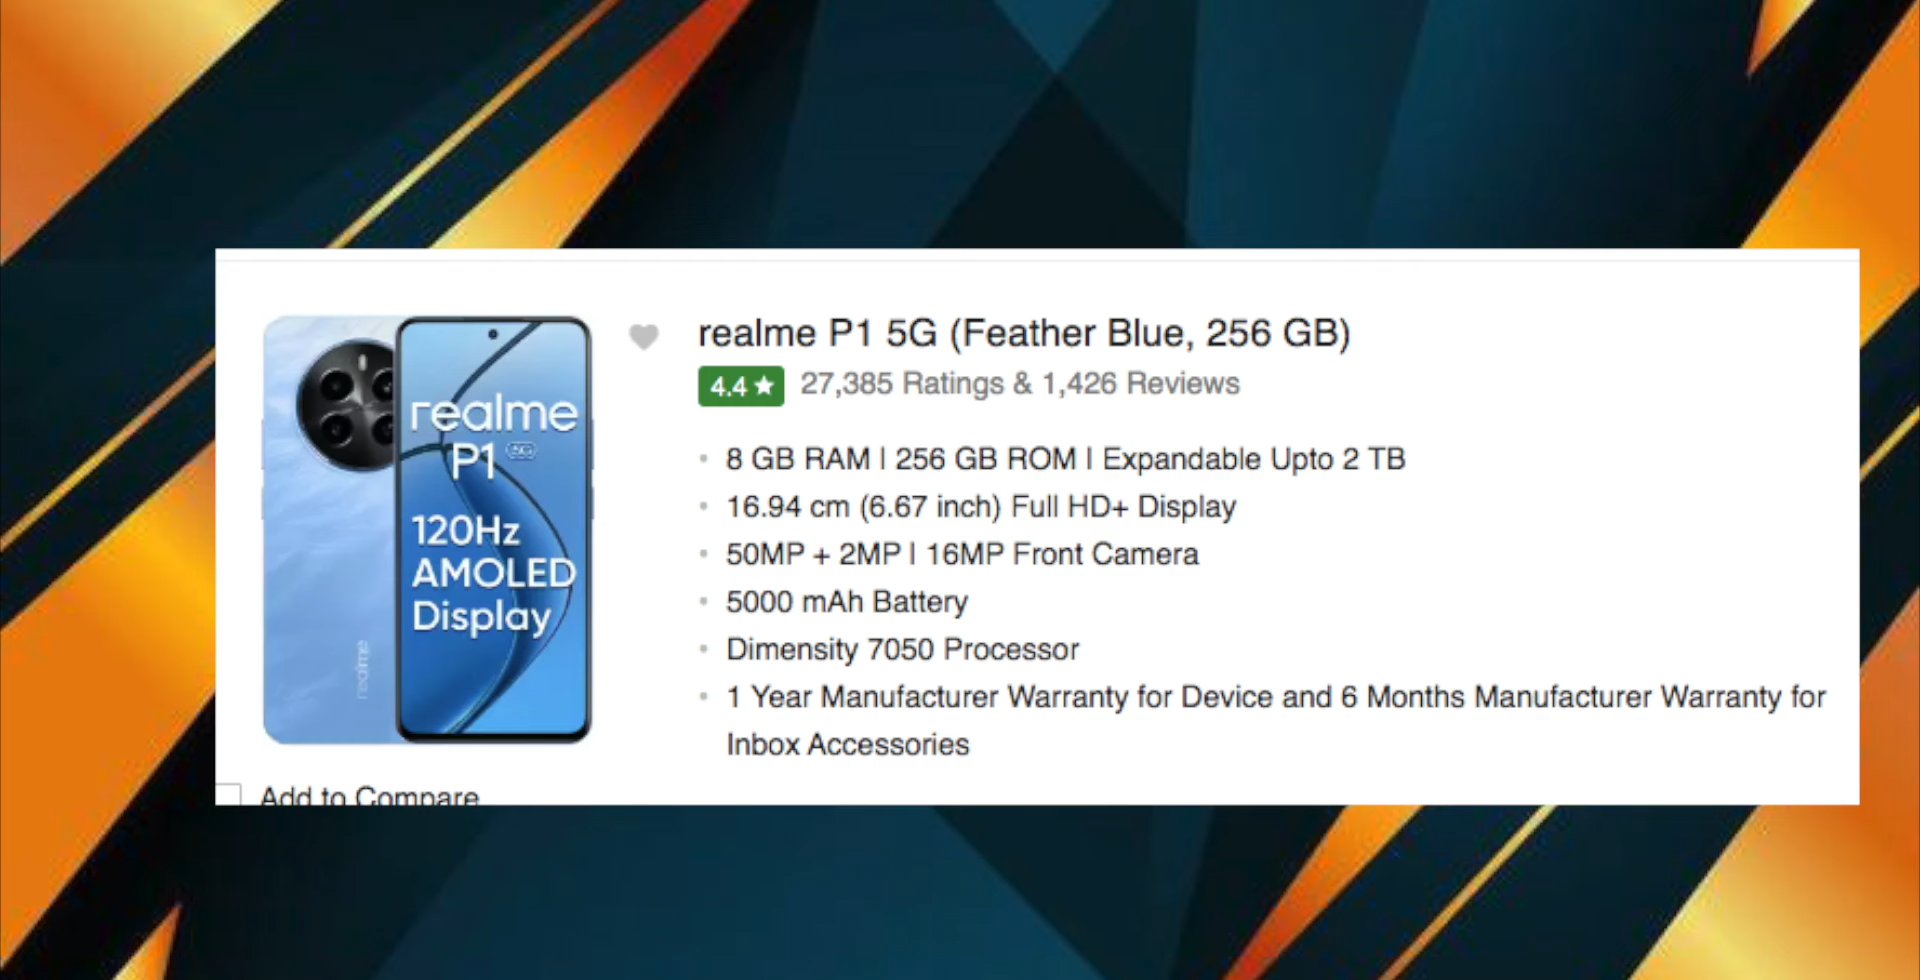 realme P1 5G (Feather Blue, 256 GB)
4.4★ 27,385 Ratings & 1,426 Reviews
8 GB RAM | 256 GB ROM | Expandable Upto 2 TB
16.94 cm (6.67 inch) Full HD+ Display
50MP + 2MP | 16MP Front Camera
5000 mAh Battery
Dimensity 7050 Processor
1 Year Manufacturer Warranty for Device and 6 Months Manufacturer Warranty for
Inbox Accessories
realme
P1 5G
120Hz
AMOLED
Display
realme
Add to Compare